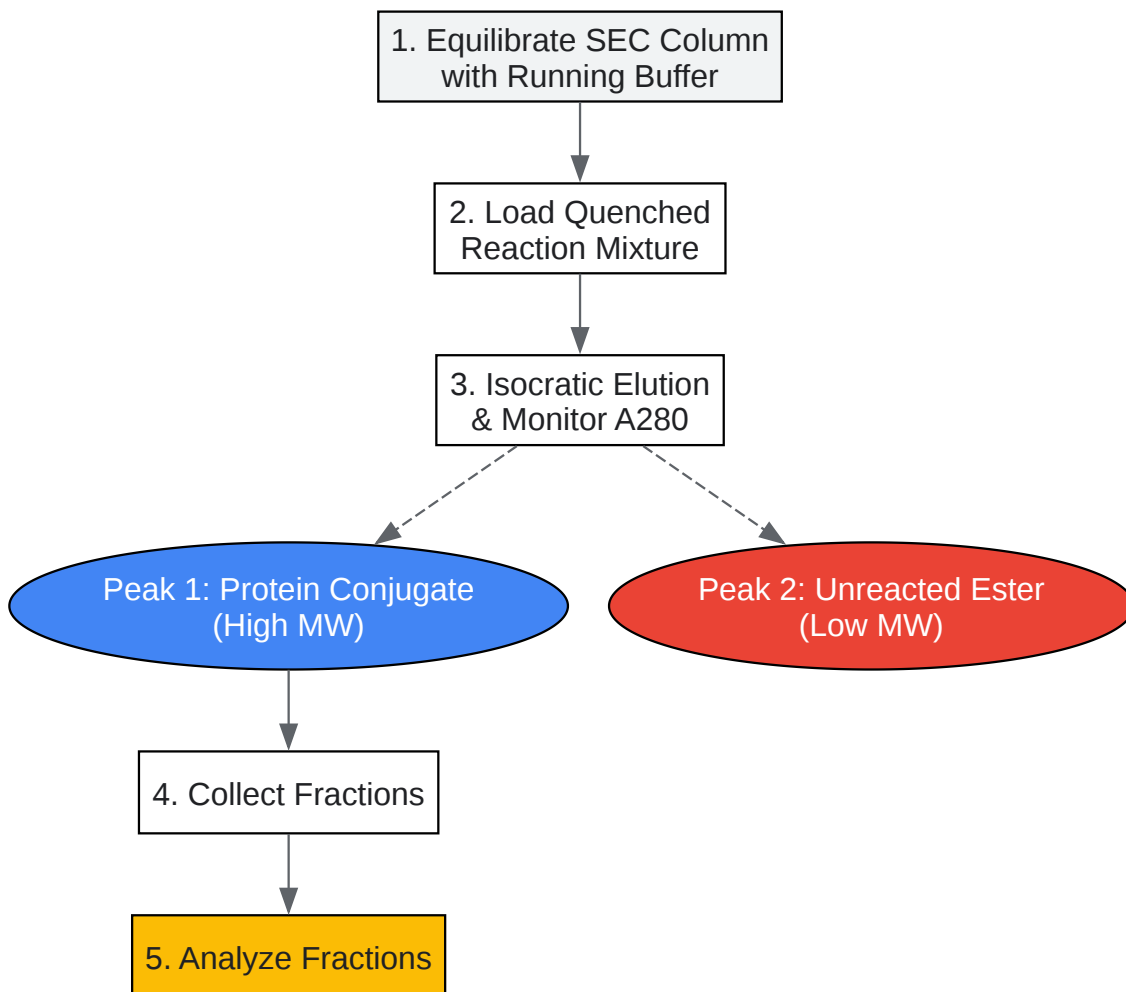 1. Equilibrate SEC Column
with Running Buffer
2. Load Quenched
Reaction Mixture
3. Isocratic Elution
& Monitor A280
Peak 1: Protein Conjugate
(High MW)
Peak 2: Unreacted Ester
(Low MW)
4. Collect Fractions
5. Analyze Fractions